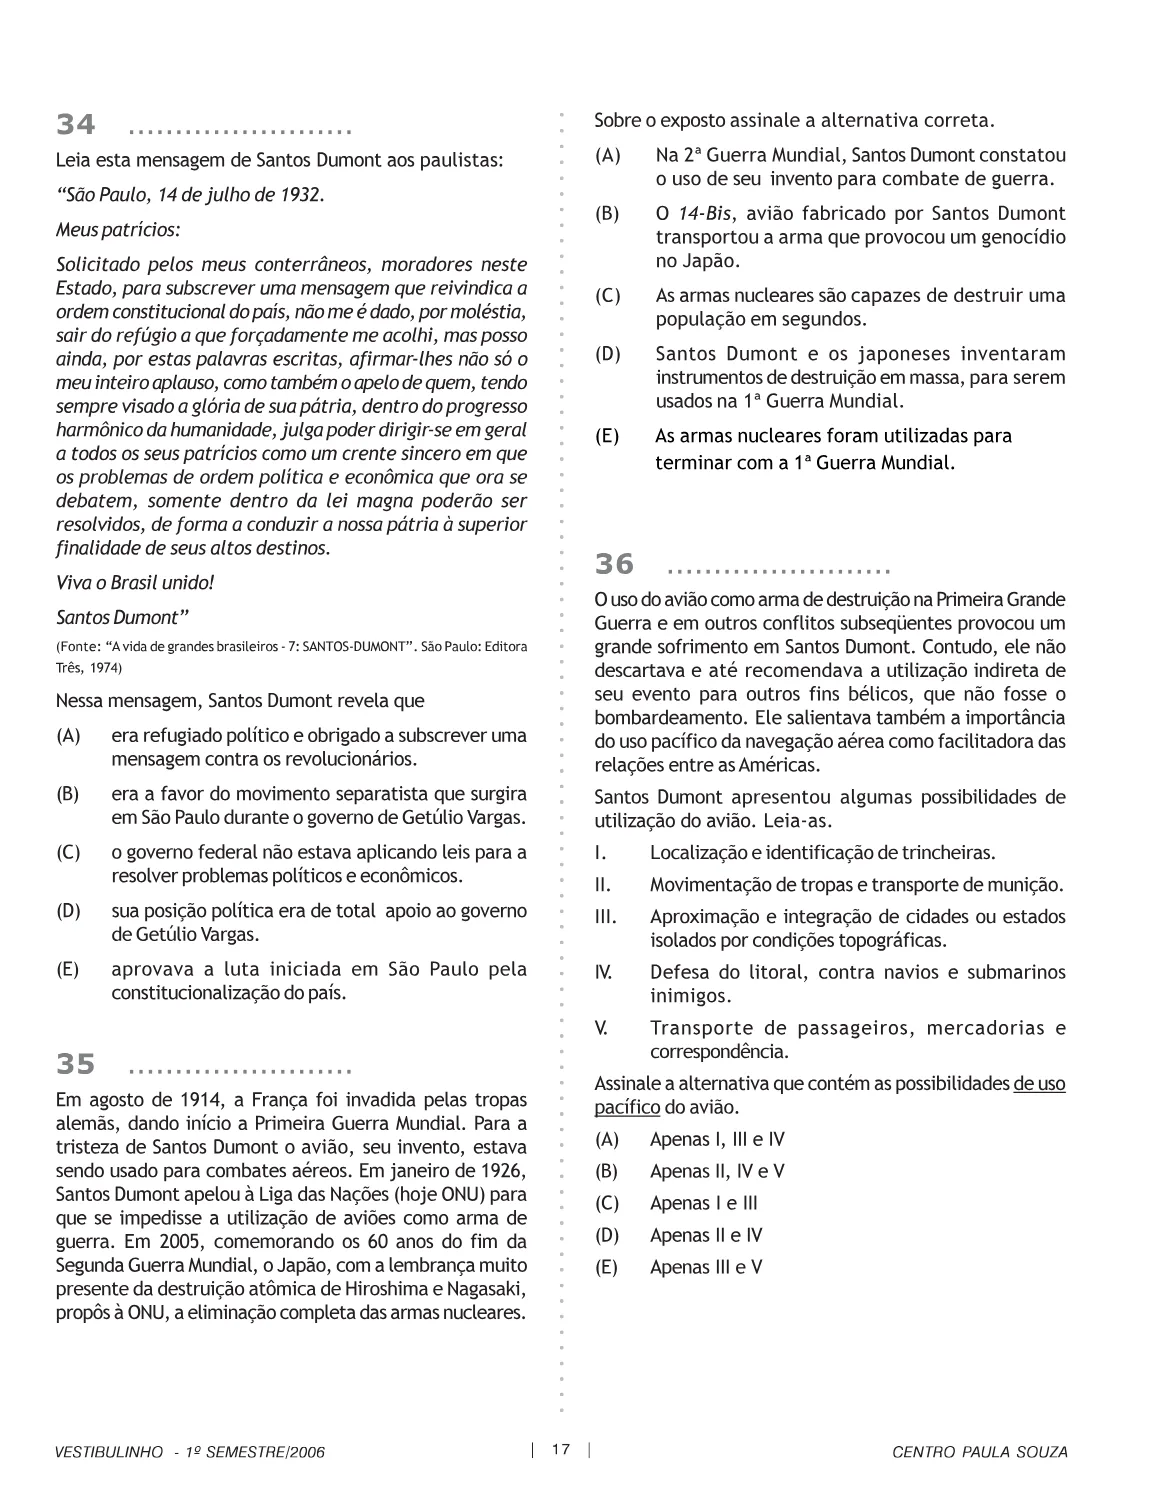 34 ........................
Leia esta mensagem de Santos Dumont aos paulistas:
“São Paulo, 14 de julho de 1932.
Meus patrícios:
Solicitado pelos meus conterrâneos, moradores neste
Estado, para subscrever uma mensagem que reivindica a
ordem constitucional do país, não me é dado, por moléstia,
sair do refúgio a que forçadamente me acolhi, mas posso
ainda, por estas palavras escritas, afirmar-lhes não só o
meu inteiro aplauso, como também o apelo de quem, tendo
sempre visado a glória de sua pátria, dentro do progresso
harmônico da humanidade, julga poder dirigir-se em geral
a todos os seus patrícios como um crente sincero em que
os problemas de ordem política e econômica que ora se
debatem, somente dentro da lei magna poderão ser
resolvidos, de forma a conduzir a nossa pátria à superior
finalidade de seus altos destinos.
Viva o Brasil unido!
Santos Dumont”
(Fonte: “A vida de grandes brasileiros - 7: SANTOS-DUMONT”. São Paulo: Editora
Três, 1974)
Nessa mensagem, Santos Dumont revela que
(A) era refugiado político e obrigado a subscrever uma
mensagem contra os revolucionários.
(B) era a favor do movimento separatista que surgira
em São Paulo durante o governo de Getúlio Vargas.
(C) o governo federal não estava aplicando leis para a
resolver problemas políticos e econômicos.
(D) sua posição política era de total apoio ao governo
de Getúlio Vargas.
(E) aprovava a luta iniciada em São Paulo pela
constitucionalização do país.
35 ........................
Em agosto de 1914, a França foi invadida pelas tropas
alemãs, dando início a Primeira Guerra Mundial. Para a
tristeza de Santos Dumont o avião, seu invento, estava
sendo usado para combates aéreos. Em janeiro de 1926,
Santos Dumont apelou à Liga das Nações (hoje ONU) para
que se impedisse a utilização de aviões como arma de
guerra. Em 2005, comemorando os 60 anos do fim da
Segunda Guerra Mundial, o Japão, com a lembrança muito
presente da destruição atômica de Hiroshima e Nagasaki,
propôs à ONU, a eliminação completa das armas nucleares.
Sobre o exposto assinale a alternativa correta.
(A) Na 2ª Guerra Mundial, Santos Dumont constatou
o uso de seu invento para combate de guerra.
(B) O 14-Bis, avião fabricado por Santos Dumont
transportou a arma que provocou um genocídio
no Japão.
(C) As armas nucleares são capazes de destruir uma
população em segundos.
(D) Santos Dumont e os japoneses inventaram
instrumentos de destruição em massa, para serem
usados na 1ª Guerra Mundial.
(E) As armas nucleares foram utilizadas para
terminar com a 1ª Guerra Mundial.
36 ........................
O uso do avião como arma de destruição na Primeira Grande
Guerra e em outros conflitos subseqüentes provocou um
grande sofrimento em Santos Dumont. Contudo, ele não
descartava e até recomendava a utilização indireta de
seu evento para outros fins bélicos, que não fosse o
bombardeamento. Ele salientava também a importância
do uso pacífico da navegação aérea como facilitadora das
relações entre as Américas.
Santos Dumont apresentou algumas possibilidades de
utilização do avião. Leia-as.
I. Localização e identificação de trincheiras.
II. Movimentação de tropas e transporte de munição.
III. Aproximação e integração de cidades ou estados
isolados por condições topográficas.
IV. Defesa do litoral, contra navios e submarinos
inimigos.
V. Transporte de passageiros, mercadorias e
correspondência.
Assinale a alternativa que contém as possibilidades de uso
pacífico do avião.
(A) Apenas I, III e IV
(B) Apenas II, IV e V
(C) Apenas I e III
(D) Apenas II e IV
(E) Apenas III e V
VESTIBULINHO - 1º SEMESTRE/2006 | 17 | CENTRO PAULA SOUZA